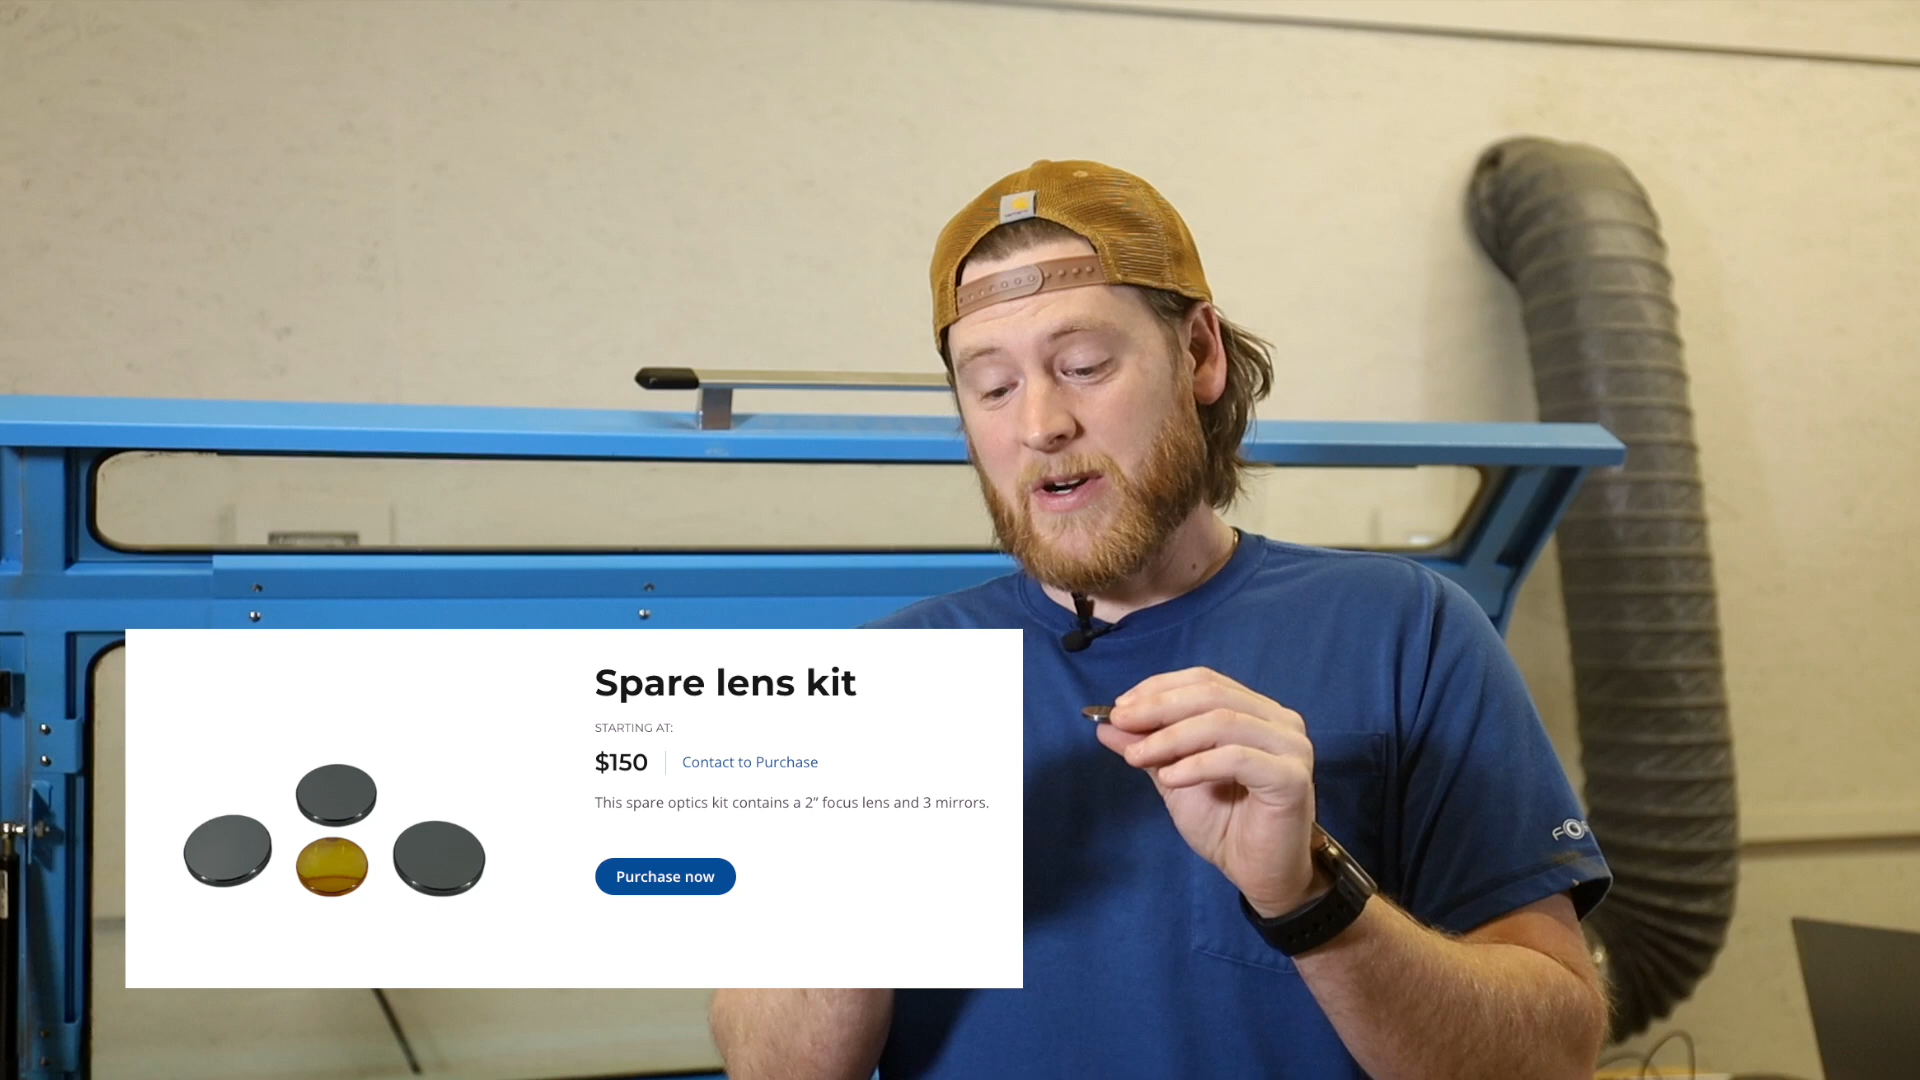 Spare lens kit
STARTING AT:
$150 Contact to Purchase
This spare optics kit contains a 2” focus lens and 3 mirrors.
Purchase now